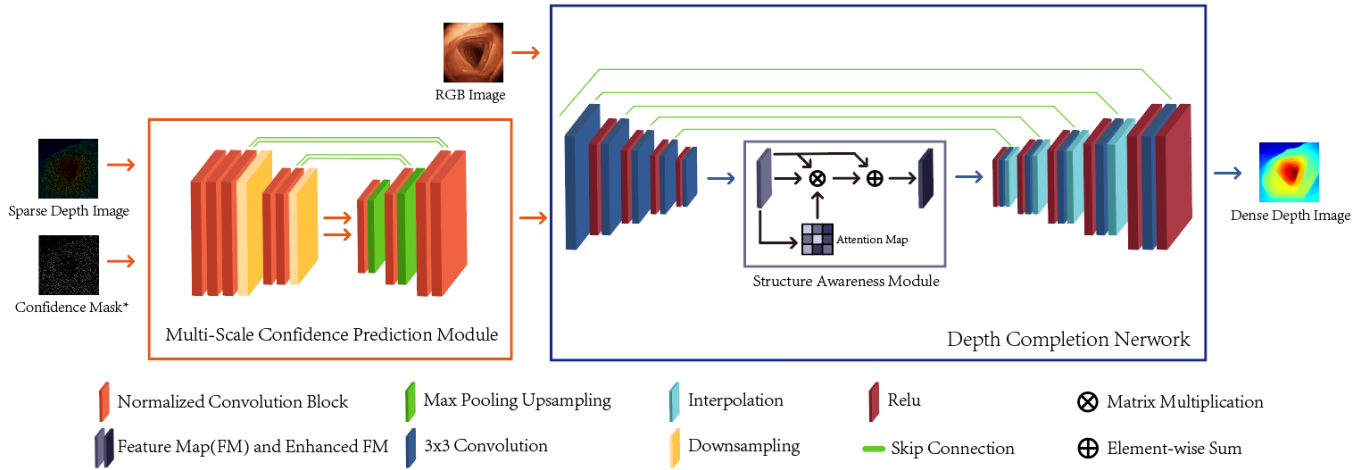 RGB Image
Sparse Depth Image
Confidence Mask*
Multi-Scale Confidence Prediction Module
Attention Map
Structure Awareness Module
Dense Depth Image
Depth Completion Nerwork
Normalized Convolution Block
Max Pooling Upsampling
Interpolation
Relu
Matrix Multiplication
Feature Map(FM) and Enhanced FM
3x3 Convolution
Downsampling
Skip Connection
Element-wise Sum